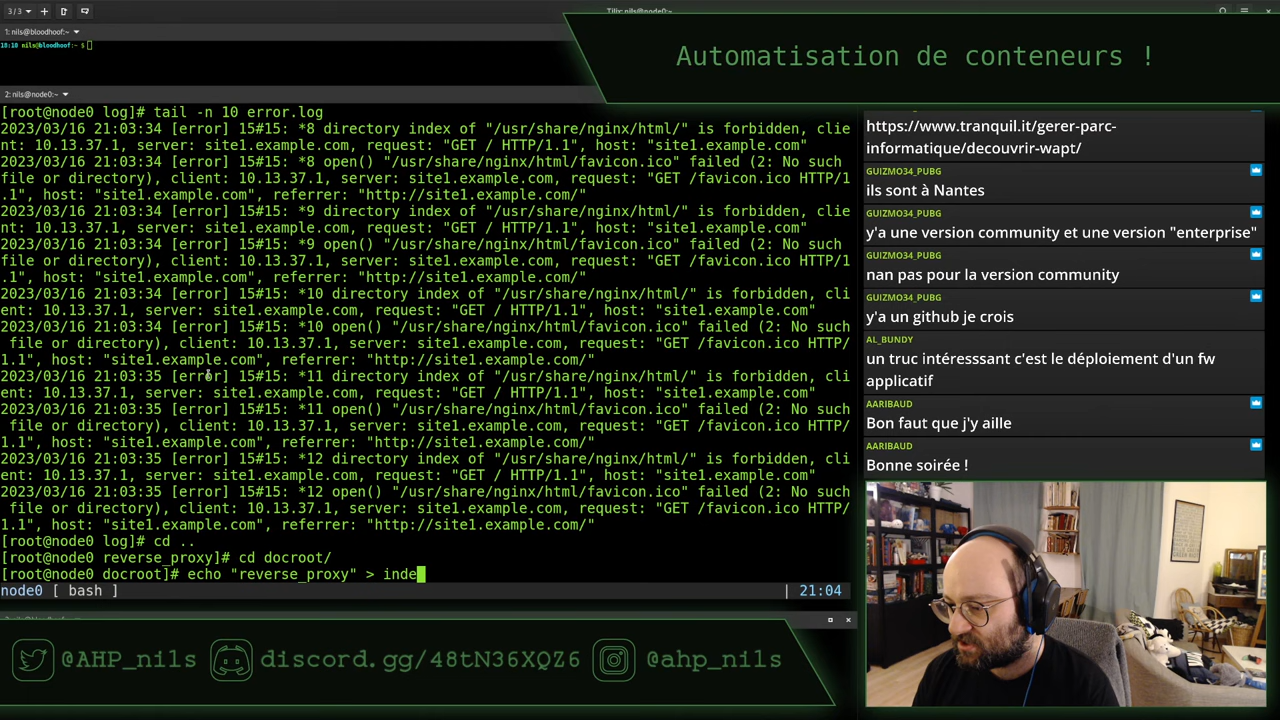 3/3
Tilix: nils@node0:~
1: nils@bloodhoof:~
18:10 nils@bloodhoof:~ $
2: nils@node0:~
Automatisation de conteneurs !
[root@node0 log]# tail -n 10 error.log
2023/03/16 21:03:34 [error] 15#15: *8 directory index of "/usr/share/nginx/html/" is forbidden, clie
nt: 10.13.37.1, server: site1.example.com, request: "GET / HTTP/1.1", host: "site1.example.com"
2023/03/16 21:03:34 [error] 15#15: *8 open() "/usr/share/nginx/html/favicon.ico" failed (2: No such
file or directory), client: 10.13.37.1, server: site1.example.com, request: "GET /favicon.ico HTTP/1
.1", host: "site1.example.com", referrer: "http://site1.example.com/"
2023/03/16 21:03:34 [error] 15#15: *9 directory index of "/usr/share/nginx/html/" is forbidden, clie
nt: 10.13.37.1, server: site1.example.com, request: "GET / HTTP/1.1", host: "site1.example.com"
2023/03/16 21:03:34 [error] 15#15: *9 open() "/usr/share/nginx/html/favicon.ico" failed (2: No such
file or directory), client: 10.13.37.1, server: site1.example.com, request: "GET /favicon.ico HTTP/1
.1", host: "site1.example.com", referrer: "http://site1.example.com/"
2023/03/16 21:03:34 [error] 15#15: *10 directory index of "/usr/share/nginx/html/" is forbidden, cli
ent: 10.13.37.1, server: site1.example.com, request: "GET / HTTP/1.1", host: "site1.example.com"
2023/03/16 21:03:34 [error] 15#15: *10 open() "/usr/share/nginx/html/favicon.ico" failed (2: No such
file or directory), client: 10.13.37.1, server: site1.example.com, request: "GET /favicon.ico HTTP/
1.1", host: "site1.example.com", referrer: "http://site1.example.com/"
2023/03/16 21:03:35 [error] 15#15: *11 directory index of "/usr/share/nginx/html/" is forbidden, cli
ent: 10.13.37.1, server: site1.example.com, request: "GET / HTTP/1.1", host: "site1.example.com"
2023/03/16 21:03:35 [error] 15#15: *11 open() "/usr/share/nginx/html/favicon.ico" failed (2: No such
file or directory), client: 10.13.37.1, server: site1.example.com, request: "GET /favicon.ico HTTP/
1.1", host: "site1.example.com", referrer: "http://site1.example.com/"
2023/03/16 21:03:35 [error] 15#15: *12 directory index of "/usr/share/nginx/html/" is forbidden, cli
ent: 10.13.37.1, server: site1.example.com, request: "GET / HTTP/1.1", host: "site1.example.com"
2023/03/16 21:03:35 [error] 15#15: *12 open() "/usr/share/nginx/html/favicon.ico" failed (2: No such
file or directory), client: 10.13.37.1, server: site1.example.com, request: "GET /favicon.ico HTTP/
1.1", host: "site1.example.com", referrer: "http://site1.example.com/"
[root@node0 log]# cd ..
[root@node0 reverse_proxy]# cd docroot/
[root@node0 docroot]# echo "reverse_proxy" > inde
node0 [ bash ] | 21:04
https://www.tranquil.it/gerer-parc-
informatique/decouvrir-wapt/
GUIZMO34_PUBG
ils sont à Nantes
GUIZMO34_PUBG
y'a une version community et une version "enterprise"
GUIZMO34_PUBG
nan pas pour la version community
GUIZMO34_PUBG
y'a un github je crois
AL_BUNDY
un truc intéresssant c'est le déploiement d'un fw
applicatif
AARIBAUD
Bon faut que j'y aille
AARIBAUD
Bonne soirée !
@AHP_nils discord.gg/48tN36XQZ6 @ahp_nils